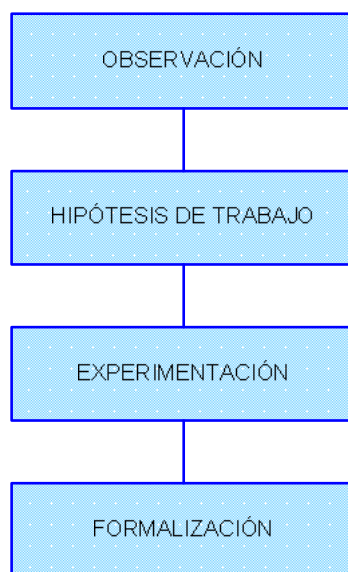 OBSERVACIÓN
HIPÓTESIS DE TRABAJO
EXPERIMENTACIÓN
FORMALIZACIÓN